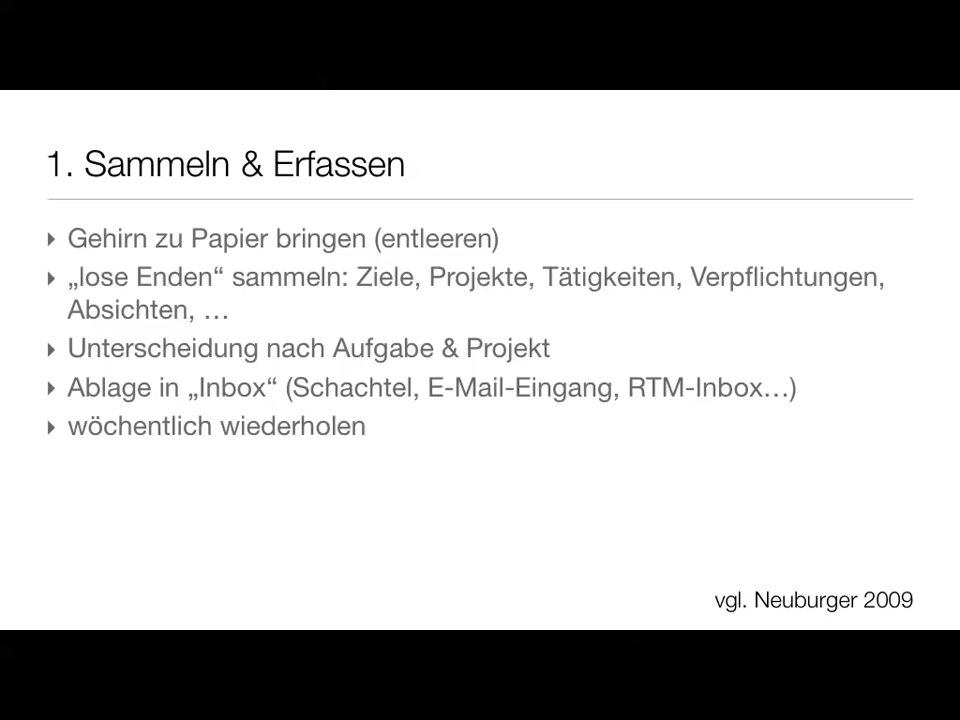 1. Sammeln & Erfassen
‣ Gehirn zu Papier bringen (entleeren)
‣ „lose Enden“ sammeln: Ziele, Projekte, Tätigkeiten, Verpflichtungen,
Absichten, …
‣ Unterscheidung nach Aufgabe & Projekt
‣ Ablage in „Inbox“ (Schachtel, E-Mail-Eingang, RTM-Inbox…)
‣ wöchentlich wiederholen
vgl. Neuburger 2009